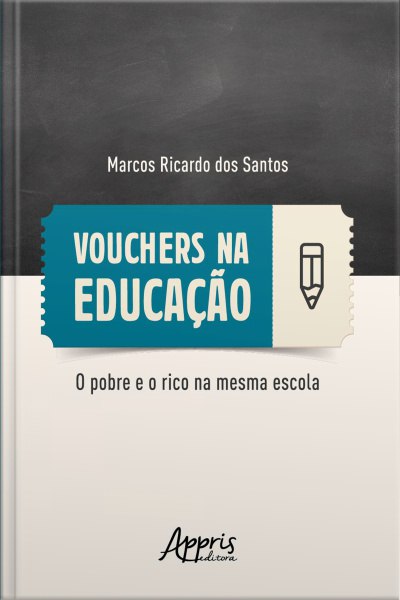 Marcos Ricardo dos Santos
VOUCHERS NA
EDUCAÇÃO
O pobre e o rico na mesma escola
Appris
editora